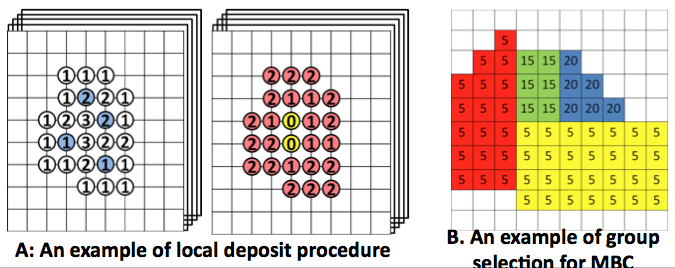 1 1 1
1 2 2 1
1 2 3 2 1
1 1 3 2 2
1 1 2 1 1
1 1 1
2 2 2
2 1 1 2
2 1 0 1 2
2 2 0 1 1
2 2 1 2 2
2 2 2
A: An example of local deposit procedure
5
5 5 15 15 20
5 5 5 15 15 20 20
5 5 5 15 15 20 20 20
5 5 5 5 5 5 5 5 5 5
5 5 5 5 5 5 5 5 5 5
5 5 5 5 5 5 5 5 5 5
5 5 5 5 5 5 5
B. An example of group
selection for MBC